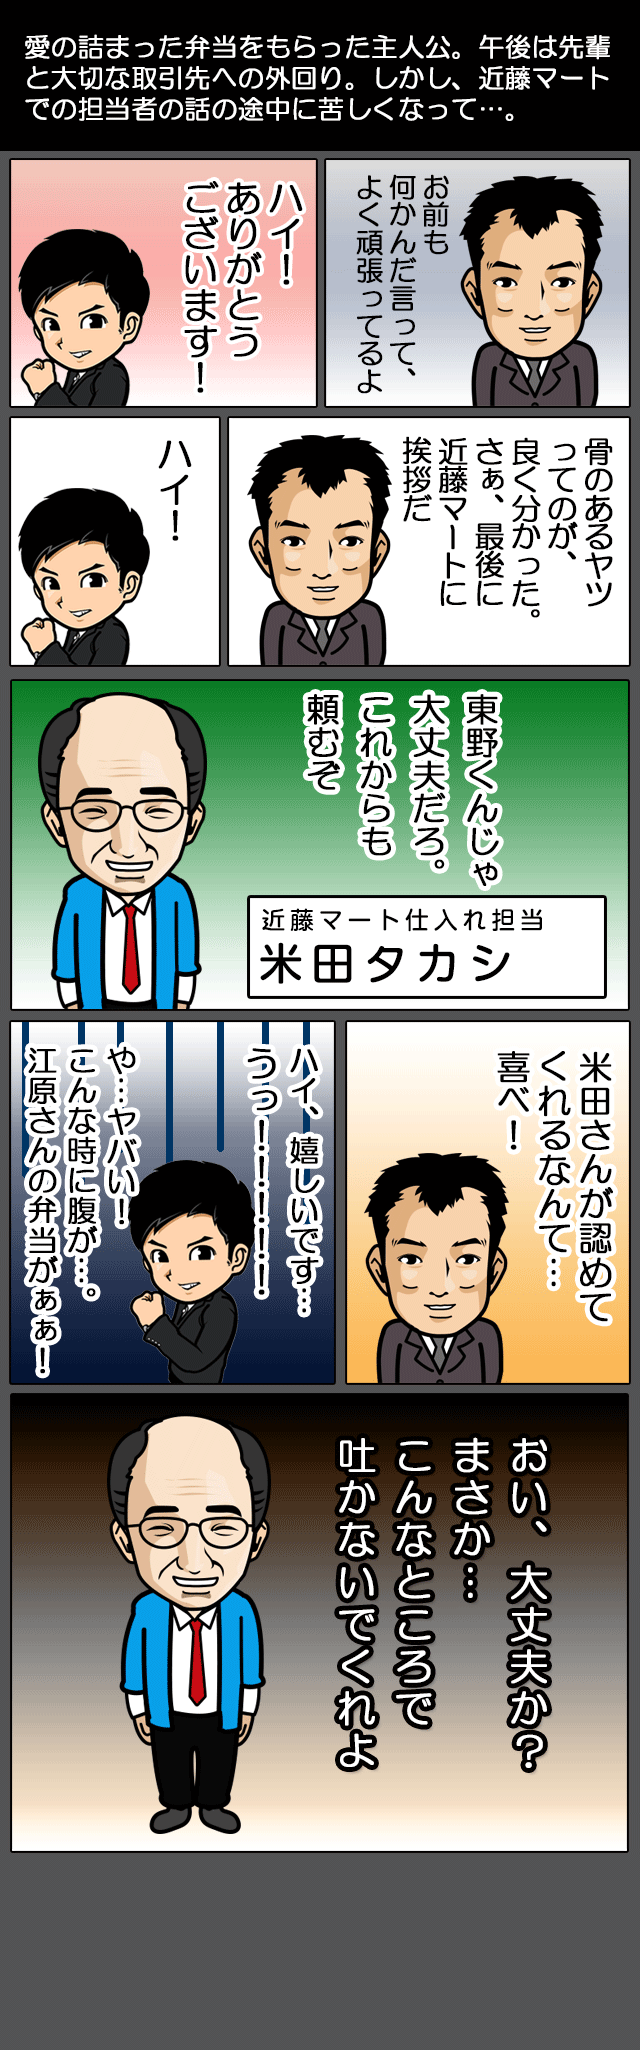 愛の詰まった弁当をもらった主人公。午後は先輩
と大切な取引先への外回り。しかし、近藤マート
での担当者の話の途中に苦しくなって…。
お前も
何かんだ言って、
よく頑張ってるよ
ハイ！
ありがとう
ございます！
骨のあるヤツ
ってのが、
良く分かった。
さぁ、最後に
近藤マートに
挨拶だ
ハイ！
東野くんじゃ
大丈夫だろ。
これからも
頼むぞ
近藤マート仕入れ担当
米田タカシ
米田さんが認めて
くれるなんて…
喜べ！
ハイ、嬉しいです…
うっ！！！！！！
や…ヤバい！
こんな時に腹が…。
江原さんの弁当がぁぁ！
おい、大丈夫か？
まさか…
こんなところで
吐かないでくれよ